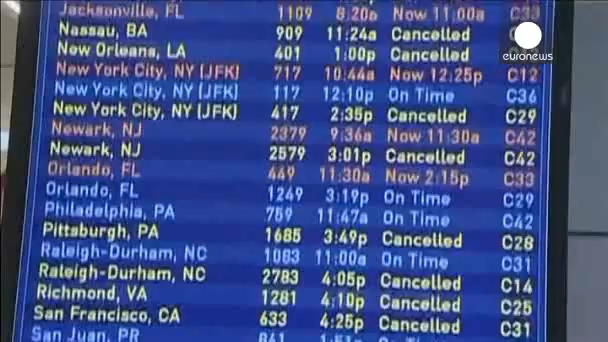 Jacksonville, FL 1109 8:20a Now 11:00a C33
Nassau, BA 909 11:24a Cancelled
New Orleans, LA 401 1:00p Cancelled
euronews
New York City, NY [JFK] 717 10:44a Now 12:25p C12
New York City, NY [JFK] 117 12:10p On Time C36
New York City, NY [JFK] 417 2:35p Cancelled C29
Newark, NJ 2379 9:36a Now 11:30a C42
Newark, NJ 2579 3:01p Cancelled C42
Orlando, FL 449 11:30a Now 2:15p C33
Orlando, FL 1249 3:19p On Time C29
Philadelphia, PA 759 11:47a On Time C42
Pittsburgh, PA 1685 3:49p Cancelled C28
Raleigh-Durham, NC 1083 11:00a On Time C31
Raleigh-Durham, NC 2783 4:05p Cancelled C14
Richmond, VA 1281 4:10p Cancelled C25
San Francisco, CA 633 4:25p Cancelled C31
San Juan, PR